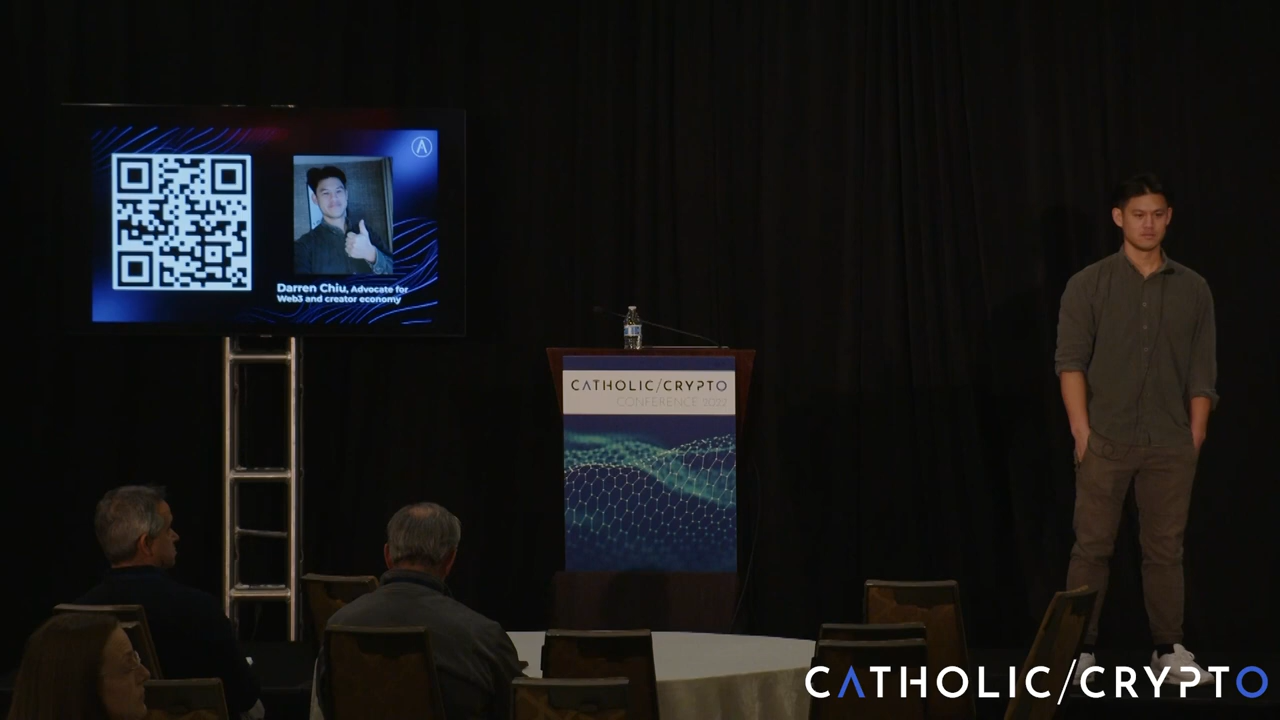 Darren Chiu, Advocate for
Web3 and creator economy
CATHOLIC/CRYPTO
CONFERENCE 2022
CATHOLIC/CRYPTO